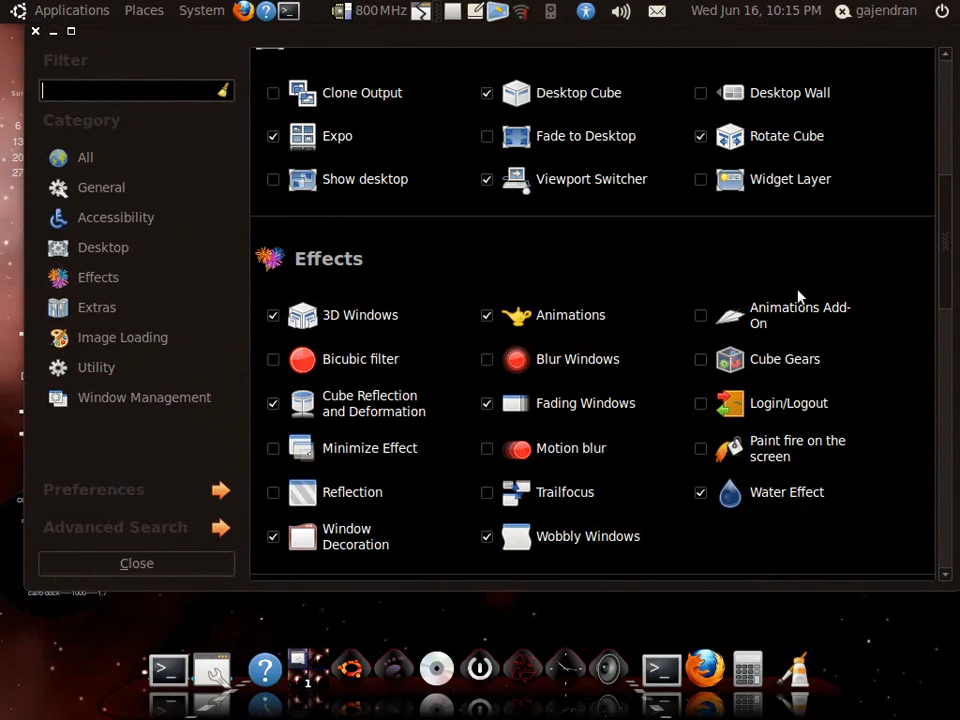 Applications Places System 800 MHz Wed Jun 16, 10:15 PM gajendran
Filter
Category
All
General
Accessibility
Desktop
Effects
Extras
Image Loading
Utility
Window Management
Preferences
Advanced Search
Close
Clone Output Desktop Cube Desktop Wall
Expo Fade to Desktop Rotate Cube
Show desktop Viewport Switcher Widget Layer
Effects
3D Windows Animations Animations Add-
On
Bicubic filter Blur Windows Cube Gears
Cube Reflection
and Deformation Fading Windows Login/Logout
Minimize Effect Motion blur Paint fire on the
screen
Reflection Trailfocus Water Effect
Window
Decoration Wobbly Windows
1